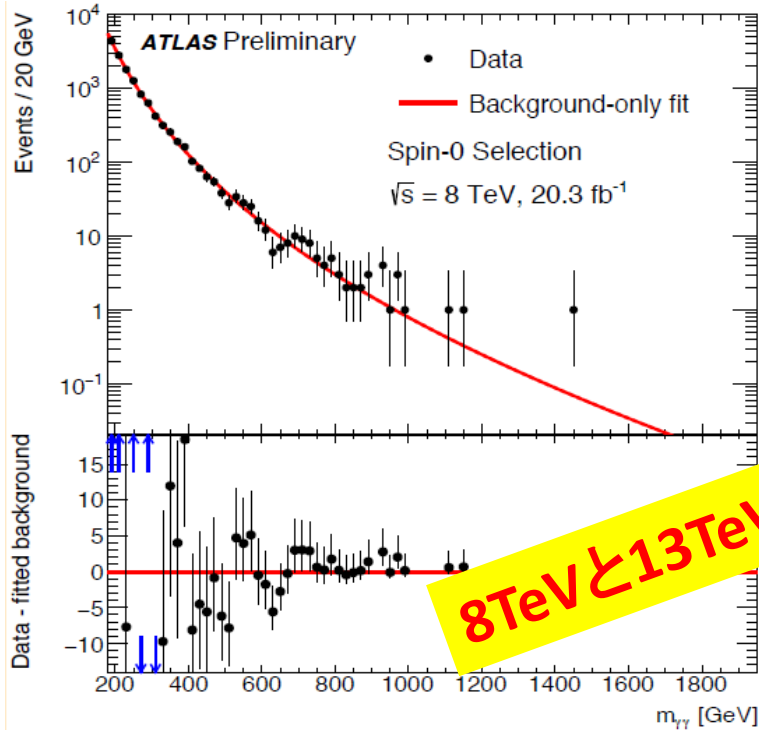 ATLAS Preliminary
Data
Background-only fit
Spin-0 Selection
√s = 8 TeV, 20.3 fb⁻¹
Events / 20 GeV
10⁴
10³
10²
10
1
10⁻¹
Data - fitted background
15
10
5
0
−5
−10
8TeVと13TeV
200 400 600 800 1000 1200 1400 1600 1800
mγγ [GeV]